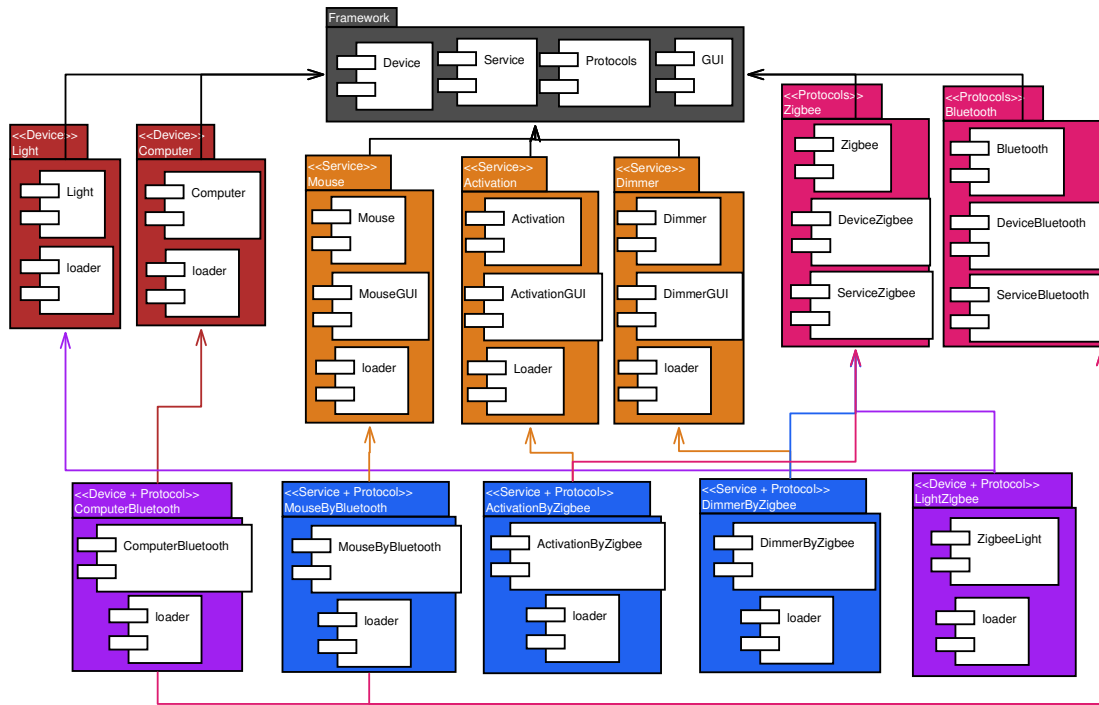 Framework
Device
Service
Protocols
GUI
<<Device>>
Light
Light
loader
<<Device>>
Computer
Computer
loader
<<Service>>
Mouse
Mouse
MouseGUI
loader
<<Service>>
Activation
Activation
ActivationGUI
Loader
<<Service>>
Dimmer
Dimmer
DimmerGUI
loader
<<Protocols>>
Zigbee
Zigbee
DeviceZigbee
ServiceZigbee
<<Protocols>>
Bluetooth
Bluetooth
DeviceBluetooth
ServiceBluetooth
<<Device + Protocol>>
ComputerBluetooth
ComputerBluetooth
loader
<<Service + Protocol>>
MouseByBluetooth
MouseByBluetooth
loader
<<Service + Protocol>>
ActivationByZigbee
ActivationByZigbee
loader
<<Service + Protocol>>
DimmerByZigbee
DimmerByZigbee
loader
<<Device + Protocol>>
LightZigbee
ZigbeeLight
loader